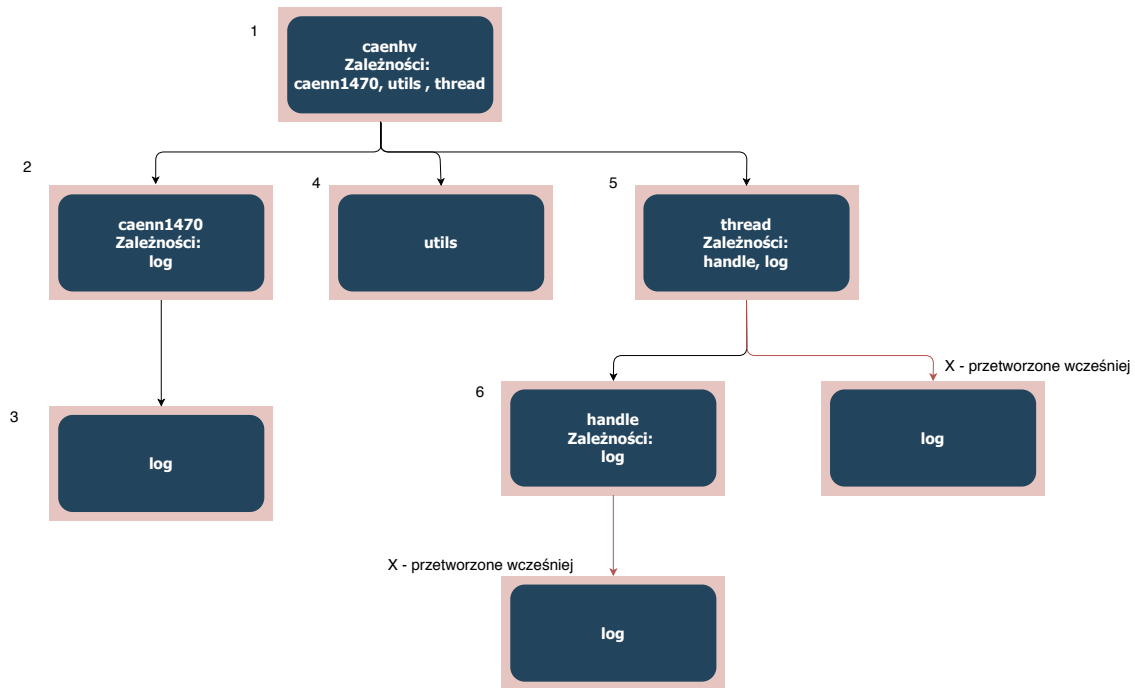 1
caenhv
Zależności:
caenn1470, utils , thread
2
caenn1470
Zależności:
log
4
utils
5
thread
Zależności:
handle, log
3
log
6
handle
Zależności:
log
X - przetworzone wcześniej
log
X - przetworzone wcześniej
log